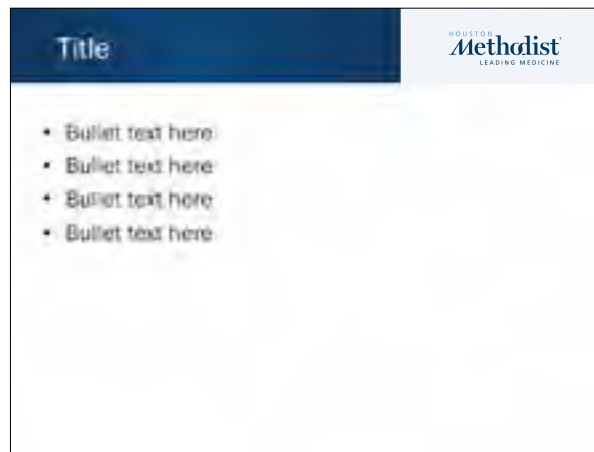 Title
HOUSTON
Methodist®
LEADING MEDICINE
• Bullet text here
• Bullet text here
• Bullet text here
• Bullet text here